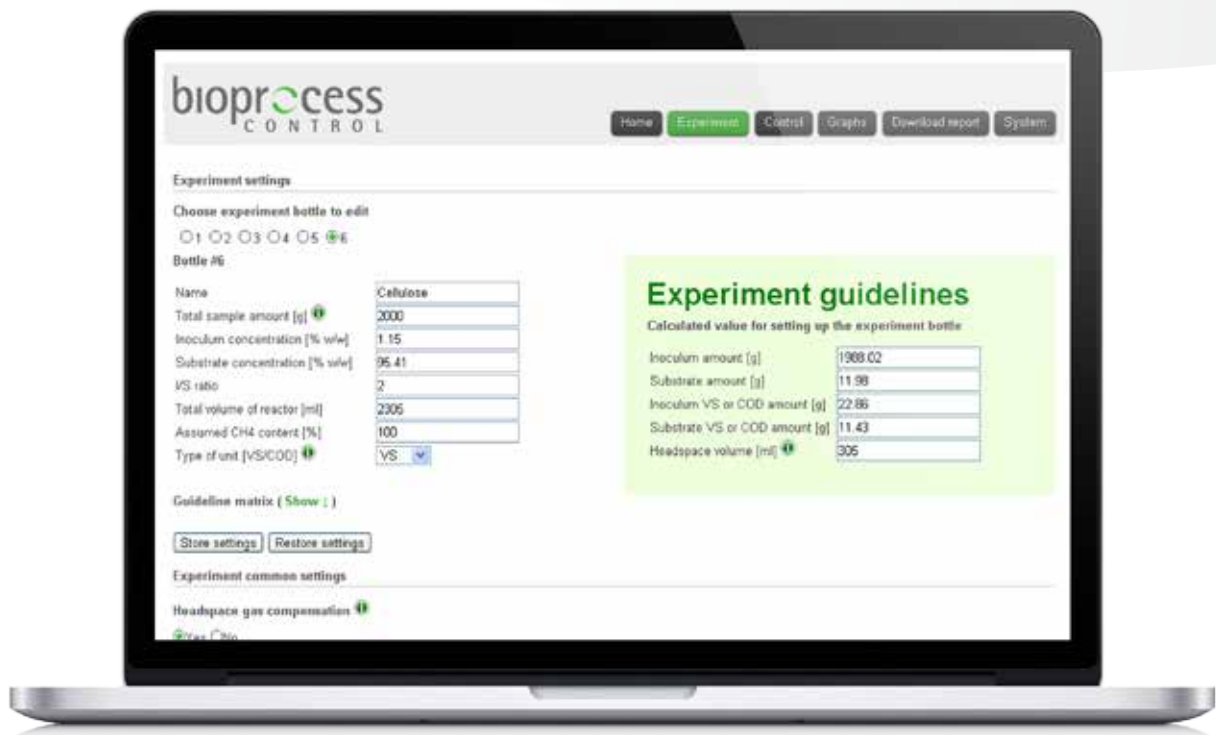 bioprocess
CONTROL
Home Experiment Control Graphs Download report System
Experiment settings
Choose experiment bottle to edit
1 2 3 4 5 6
Bottle #6
Name Cellulose
Total sample amount [g] 2000
Inoculum concentration [% w/w] 1.15
Substrate concentration [% w/w] 95.41
I/S ratio 2
Total volume of reactor [ml] 2305
Assumed CH4 content [%] 100
Type of unit [VS/COD] VS
Guideline matrix ( Show : )
Store settings Restore settings
Experiment common settings
Headspace gas compensation
Yes No
Experiment guidelines
Calculated value for setting up the experiment bottle
Inoculum amount [g] 1988.02
Substrate amount [g] 11.98
Inoculum VS or COD amount [g] 22.86
Substrate VS or COD amount [g] 11.43
Headspace volume [ml] 305